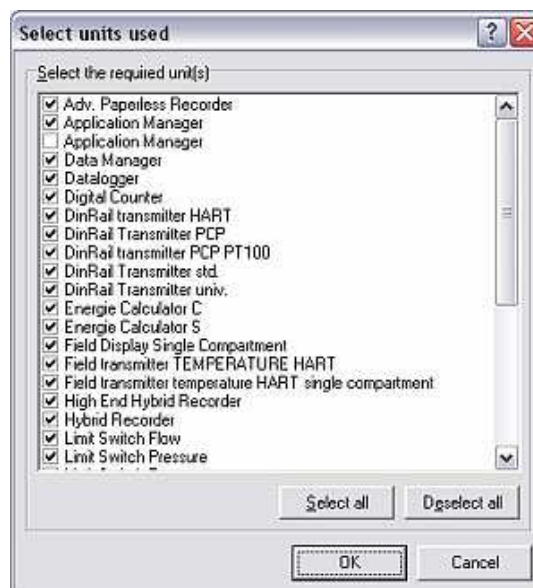 Select units used
Select the required unit(s)
Adv. Paperless Recorder
Application Manager
Application Manager
Data Manager
Datalogger
Digital Counter
DinRail transmitter HART
DinRail Transmitter PCP
DinRail transmitter PCP PT100
DinRail Transmitter std.
DinRail Transmitter univ.
Energie Calculator C
Energie Calculator S
Field Display Single Compartment
Field transmitter TEMPERATURE HART
Field transmitter temperature HART single compartment
High End Hybrid Recorder
Hybrid Recorder
Limit Switch Flow
Limit Switch Pressure
Select all
Deselect all
OK
Cancel